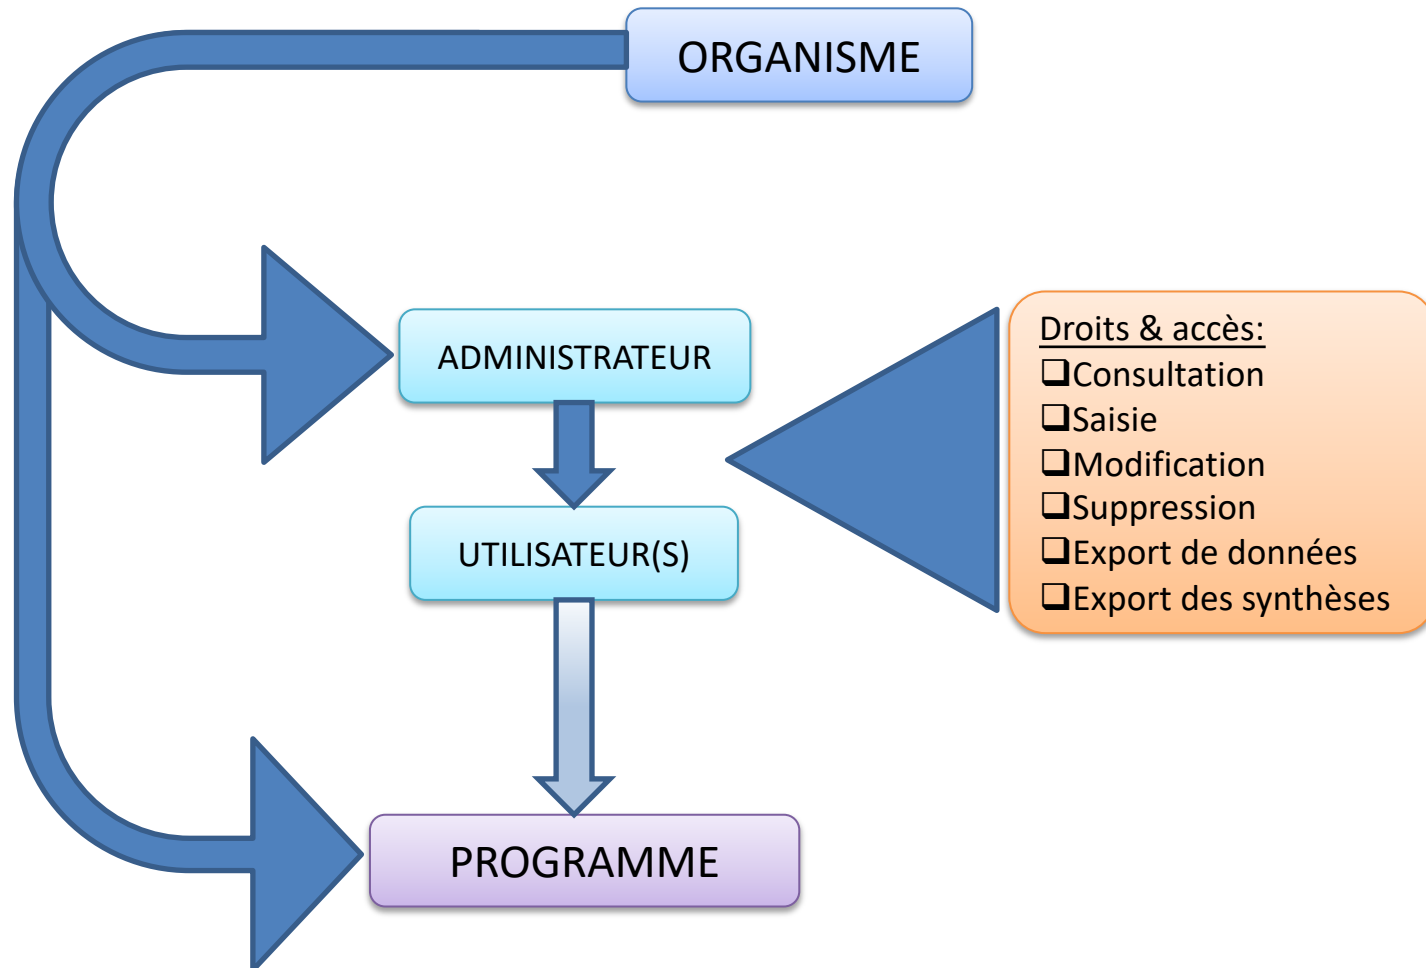 ORGANISME
ADMINISTRATEUR
UTILISATEUR(S)
PROGRAMME
Droits & accès:
❑Consultation
❑Saisie
❑Modification
❑Suppression
❑Export de données
❑Export des synthèses